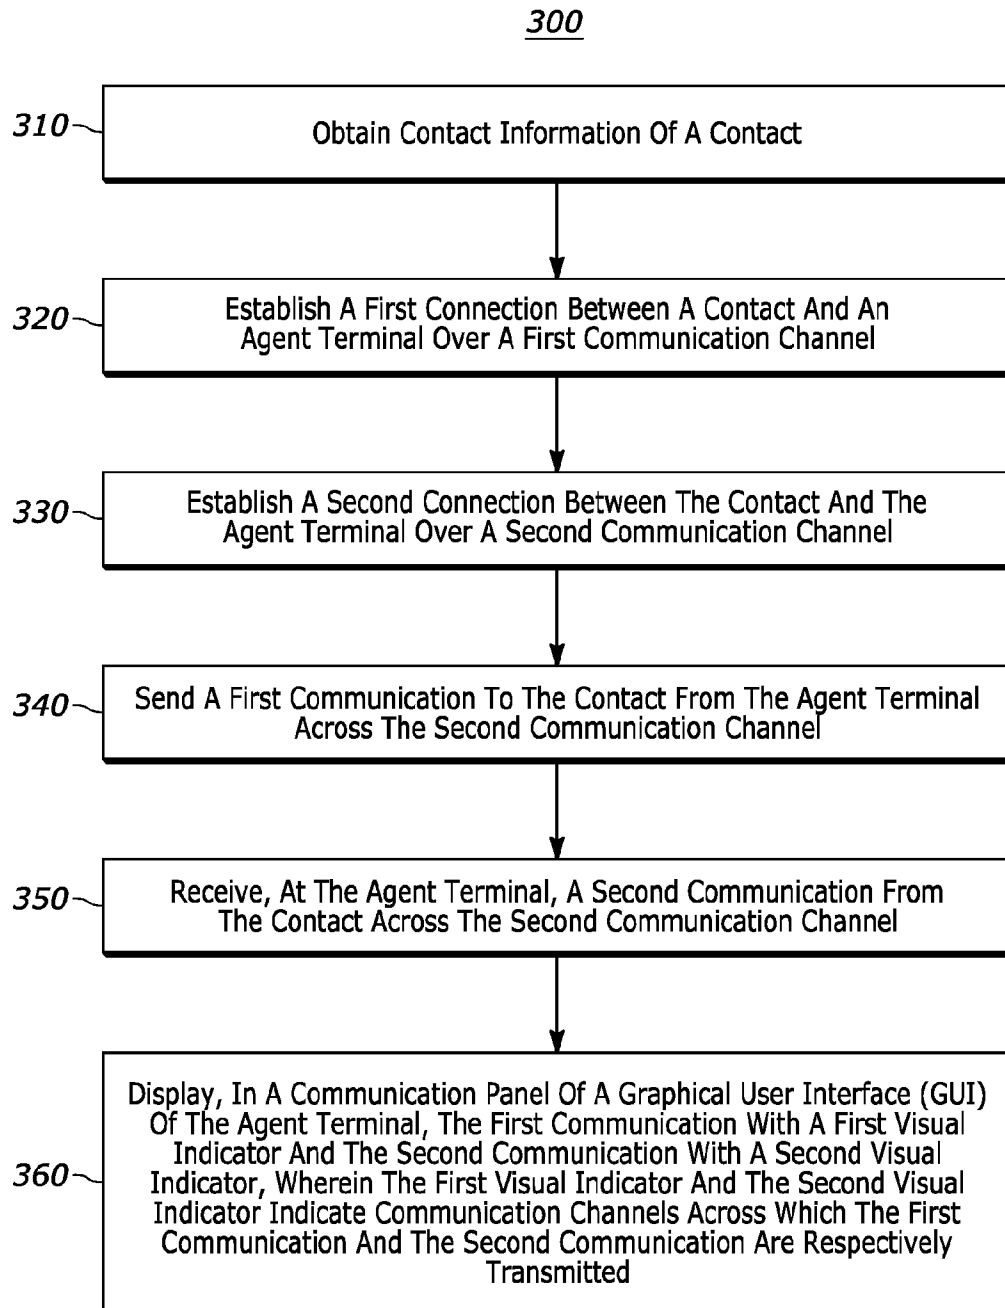 300
310
Obtain Contact Information Of A Contact
320
Establish A First Connection Between A Contact And An
Agent Terminal Over A First Communication Channel
330
Establish A Second Connection Between The Contact And The
Agent Terminal Over A Second Communication Channel
340
Send A First Communication To The Contact From The Agent Terminal
Across The Second Communication Channel
350
Receive, At The Agent Terminal, A Second Communication From
The Contact Across The Second Communication Channel
360
Display, In A Communication Panel Of A Graphical User Interface (GUI)
Of The Agent Terminal, The First Communication With A First Visual
Indicator And The Second Communication With A Second Visual
Indicator, Wherein The First Visual Indicator And The Second Visual
Indicator Indicate Communication Channels Across Which The First
Communication And The Second Communication Are Respectively
Transmitted